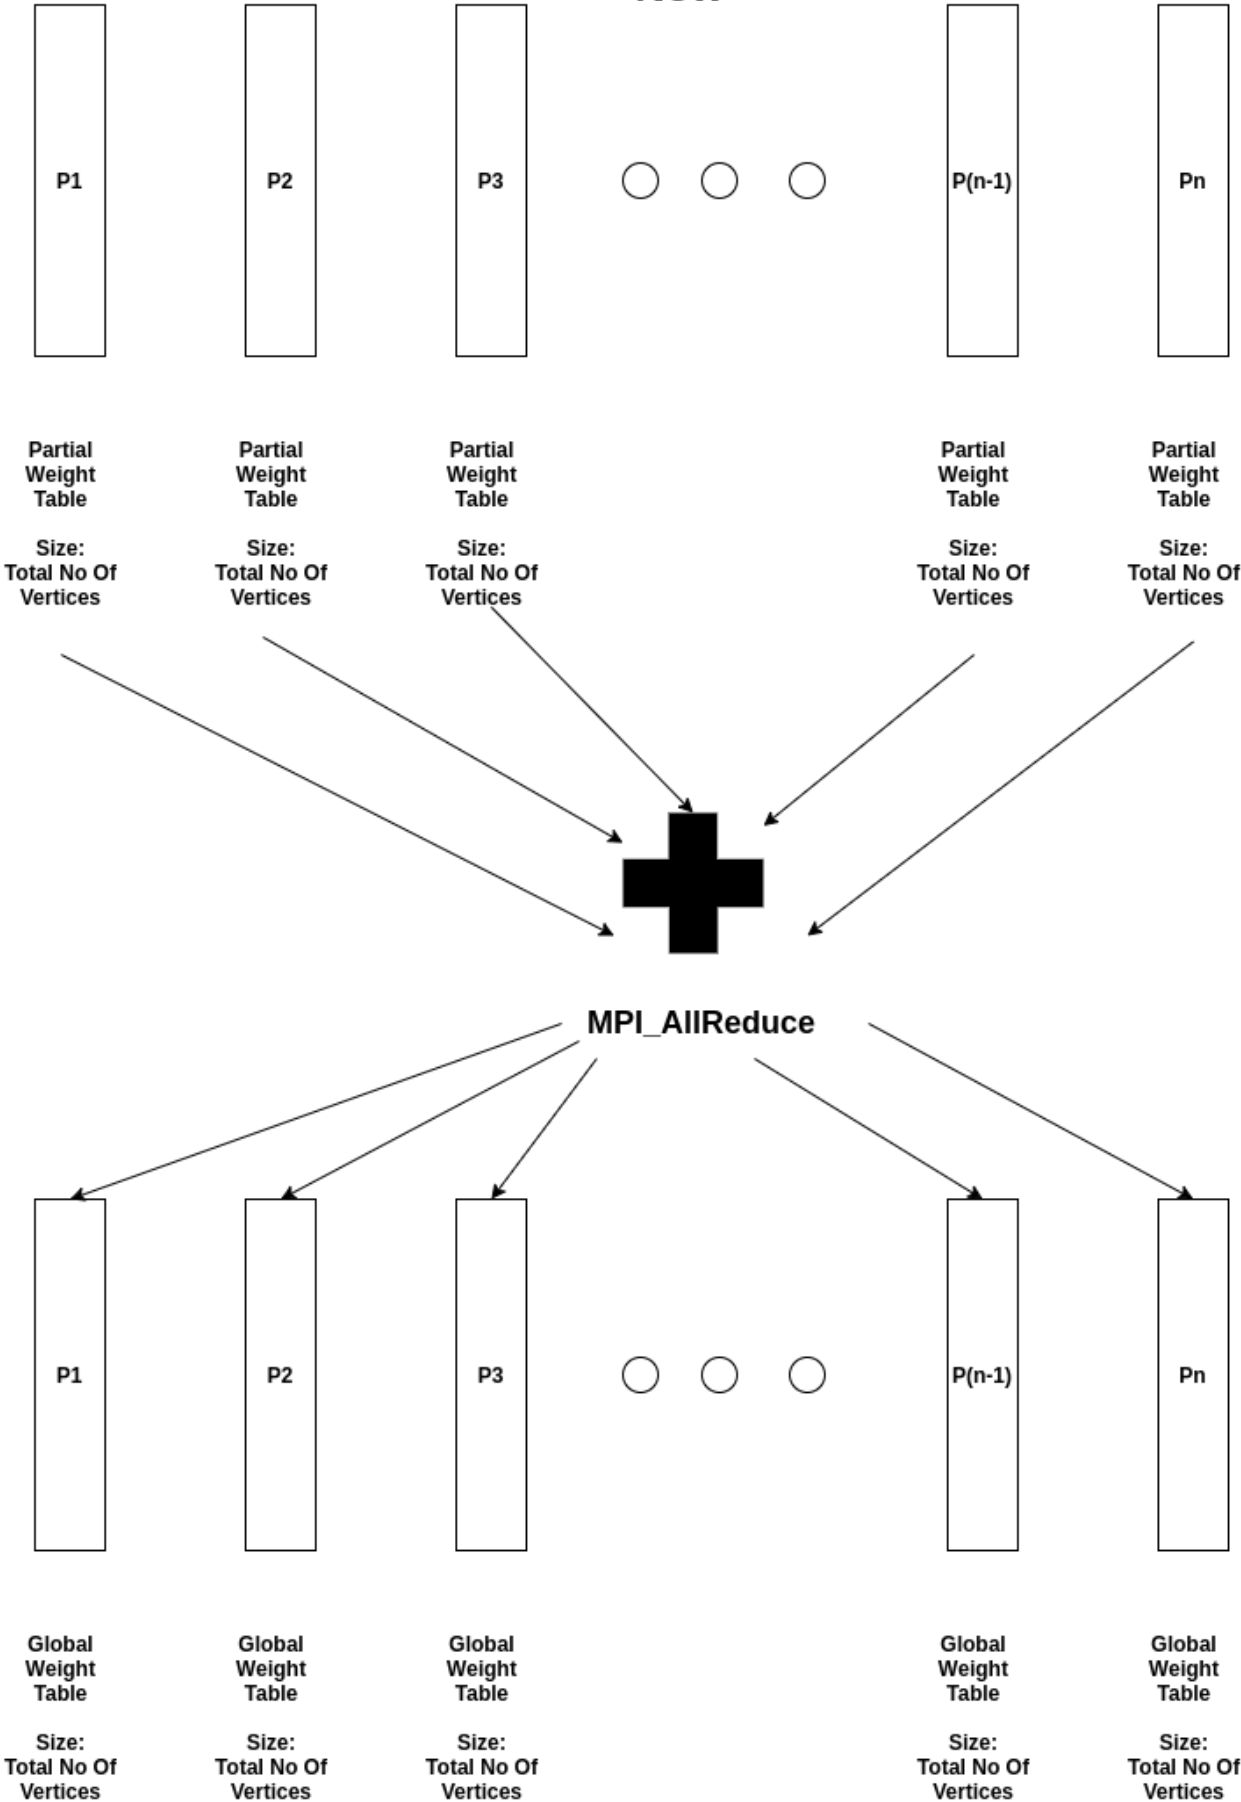 P1 P2 P3 P(n-1) Pn
Partial Partial Partial Partial Partial
Weight Weight Weight Weight Weight
Table Table Table Table Table
Size: Size: Size: Size: Size:
Total No Of Total No Of Total No Of Total No Of Total No Of
Vertices Vertices Vertices Vertices Vertices
MPI_AllReduce
P1 P2 P3 P(n-1) Pn
Global Global Global Global Global
Weight Weight Weight Weight Weight
Table Table Table Table Table
Size: Size: Size: Size: Size:
Total No Of Total No Of Total No Of Total No Of Total No Of
Vertices Vertices Vertices Vertices Vertices